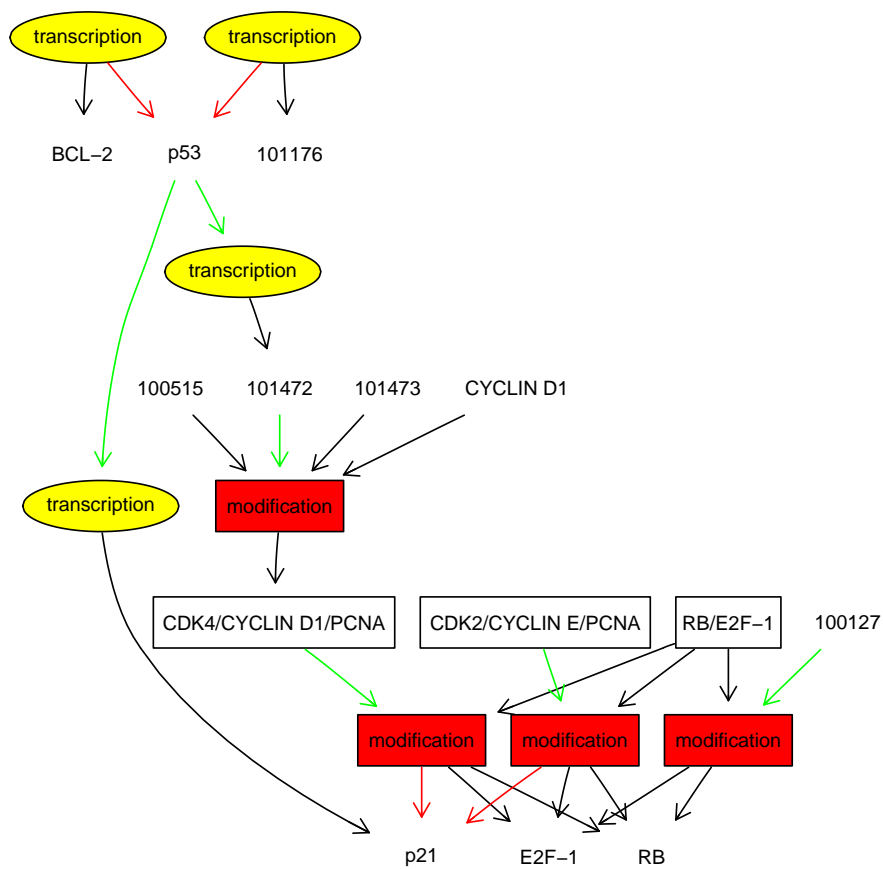 transcription
transcription
BCL−2
p53
101176
transcription
100515
101472
101473
CYCLIN D1
transcription
modification
CDK4/CYCLIN D1/PCNA
CDK2/CYCLIN E/PCNA
RB/E2F−1
100127
modification
modification
modification
p21
E2F−1
RB